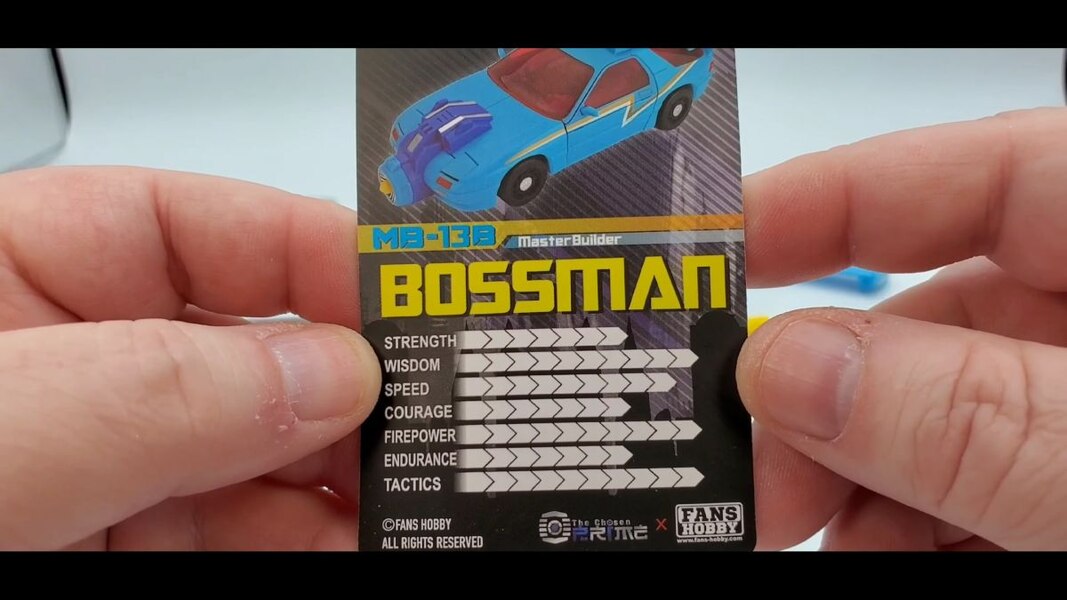 MB-13B
MasterBuilder
BOSSMAN
STRENGTH
WISDOM
SPEED
COURAGE
FIREPOWER
ENDURANCE
TACTICS
©FANS HOBBY
ALL RIGHTS RESERVED
The Chosen
PRIME
X
FANS
HOBBY
www.fans-hobby.com